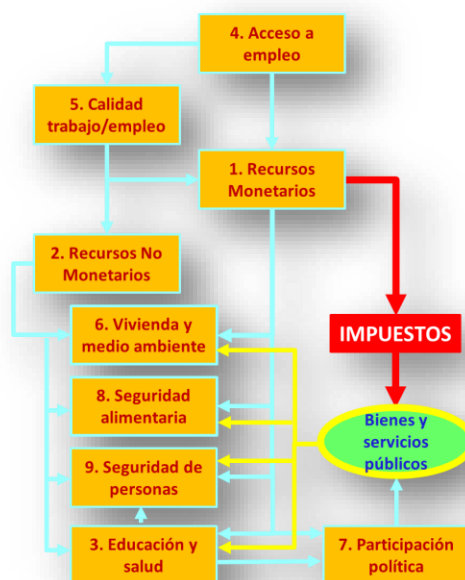 4. Acceso a
empleo
5. Calidad
trabajo/empleo
1. Recursos
Monetarios
2. Recursos No
Monetarios
6. Vivienda y
medio ambiente
IMPUESTOS
8. Seguridad
alimentaria
Bienes y
servicios
públicos
9. Seguridad de
personas
3. Educación y
salud
7. Participación
política